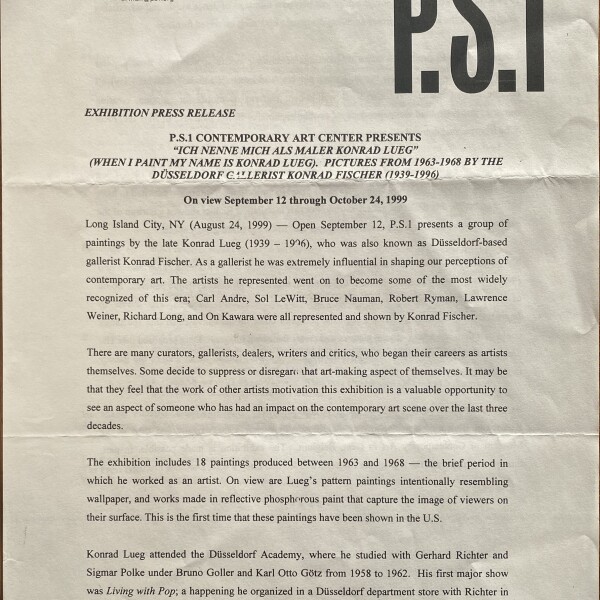 P.S.1
EXHIBITION PRESS RELEASE
P.S.1 CONTEMPORARY ART CENTER PRESENTS
“ICH NENNE MICH ALS MALER KONRAD LUEG”
(WHEN I PAINT MY NAME IS KONRAD LUEG). PICTURES FROM 1963-1968 BY THE
DÜSSELDORF GALLERIST KONRAD FISCHER (1939-1996)
On view September 12 through October 24, 1999
Long Island City, NY (August 24, 1999) — Open September 12, P.S.1 presents a group of
paintings by the late Konrad Lueg (1939 – 1996), who was also known as Düsseldorf-based
gallerist Konrad Fischer. As a gallerist he was extremely influential in shaping our perceptions of
contemporary art. The artists he represented went on to become some of the most widely
recognized of this era; Carl Andre, Sol LeWitt, Bruce Nauman, Robert Ryman, Lawrence
Weiner, Richard Long, and On Kawara were all represented and shown by Konrad Fischer.
There are many curators, gallerists, dealers, writers and critics, who began their careers as artists
themselves. Some decide to suppress or disregard that art-making aspect of themselves. It may be
that they feel that the work of other artists motivation this exhibition is a valuable opportunity to
see an aspect of someone who has had an impact on the contemporary art scene over the last three
decades.
The exhibition includes 18 paintings produced between 1963 and 1968 — the brief period in
which he worked as an artist. On view are Lueg’s pattern paintings intentionally resembling
wallpaper, and works made in reflective phosphorous paint that capture the image of viewers on
their surface. This is the first time that these paintings have been shown in the U.S.
Konrad Lueg attended the Düsseldorf Academy, where he studied with Gerhard Richter and
Sigmar Polke under Bruno Goller and Karl Otto Götz from 1958 to 1962. His first major show
was Living with Pop; a happening he organized in a Düsseldorf department store with Richter in